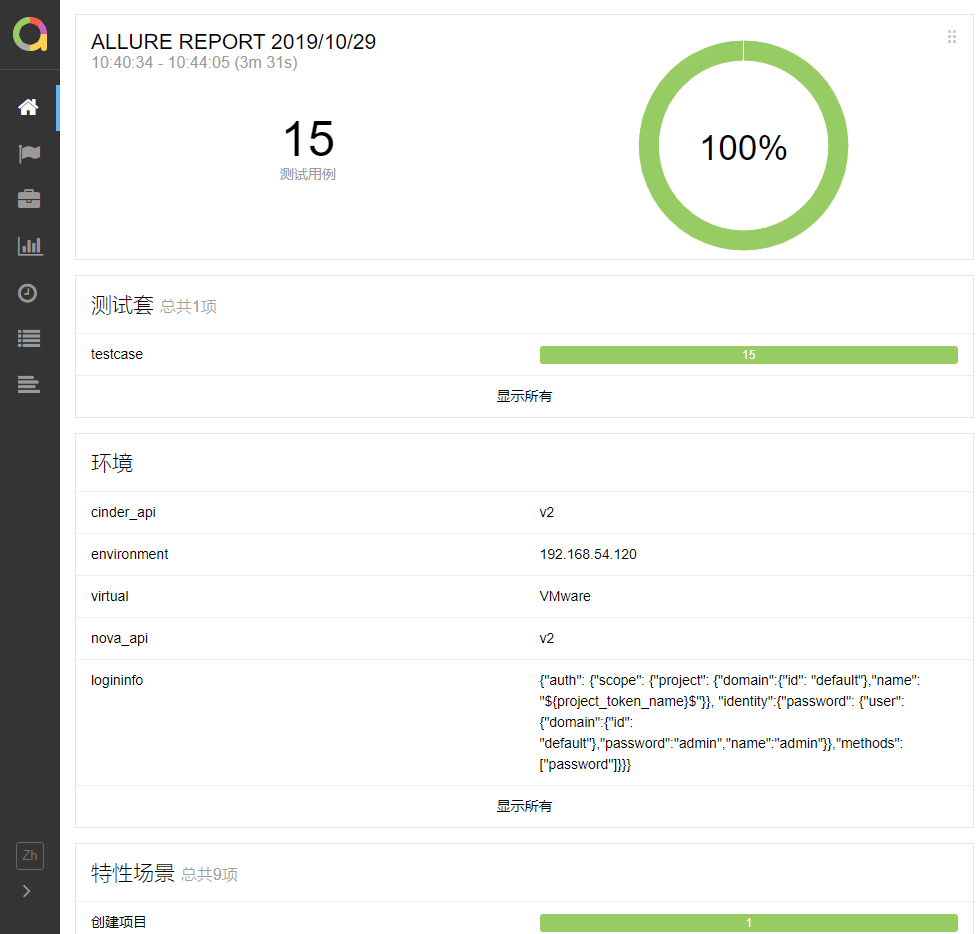 ALLURE REPORT 2019/10/29
10:40:34 - 10:44:05 (3m 31s)
15
测试用例
100%
测试套 总共1项
testcase 15
显示所有
环境
cinder_api v2
environment 192.168.54.120
virtual VMware
nova_api v2
logininfo {"auth": {"scope": {"project": {"domain":{"id": "default"},"name":
"${project_token_name}$"}}, "identity":{"password": {"user":
{"domain":{"id":
"default"},"password":"admin","name":"admin"}},"methods":
["password"]}}}
显示所有
特性场景 总共9项
创建项目 1
Zh